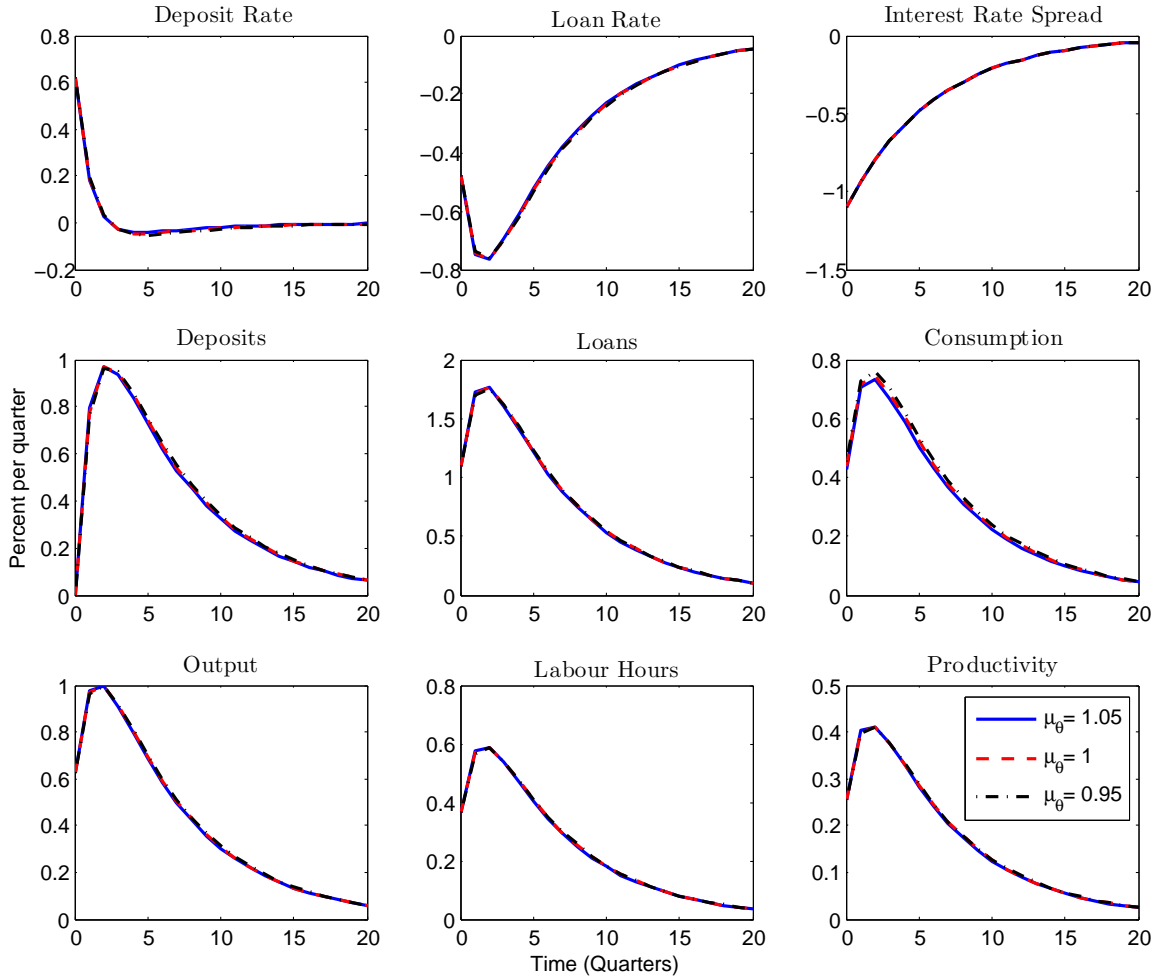 Deposit Rate
0.8
0.6
0.4
0.2
0
−0.2
0 5 10 15 20
Loan Rate
0
−0.2
−0.4
−0.6
−0.8
0 5 10 15 20
Interest Rate Spread
0
−0.5
−1
−1.5
0 5 10 15 20
Deposits
1
0.8
0.6
0.4
0.2
0
0 5 10 15 20
Percent per quarter
Loans
2
1.5
1
0.5
0
0 5 10 15 20
Consumption
0.8
0.6
0.4
0.2
0
0 5 10 15 20
Output
1
0.8
0.6
0.4
0.2
0
0 5 10 15 20
Labour Hours
0.8
0.6
0.4
0.2
0
0 5 10 15 20
Time (Quarters)
Productivity
0.5
0.4
0.3
0.2
0.1
0
0 5 10 15 20
μθ= 1.05
μθ= 1
μθ= 0.95